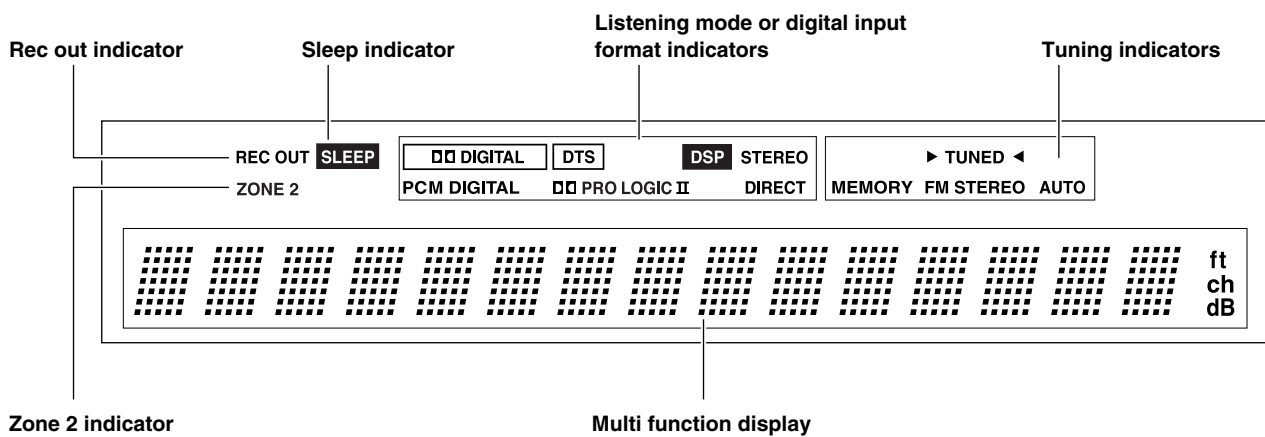 Listening mode or digital input
Rec out indicator Sleep indicator format indicators Tuning indicators
REC OUT SLEEP DIGITAL DTS DSP STEREO ▶ TUNED ◀
ZONE 2 PCM DIGITAL PRO LOGIC II DIRECT MEMORY FM STEREO AUTO
ft
ch
dB
Zone 2 indicator Multi function display